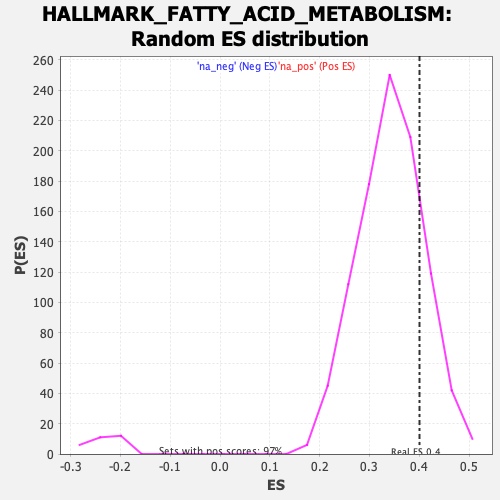 HALLMARK_FATTY_ACID_METABOLISM:
Random ES distribution
'na_neg' (Neg ES) 'na_pos' (Pos ES)
260
240
220
200
180
160
140
120
100
80
60
40
20
0
P(ES)
Sets with pos scores: 97%
Real ES 0.4
-0.3 -0.2 -0.1 0.0 0.1 0.2 0.3 0.4 0.5
ES